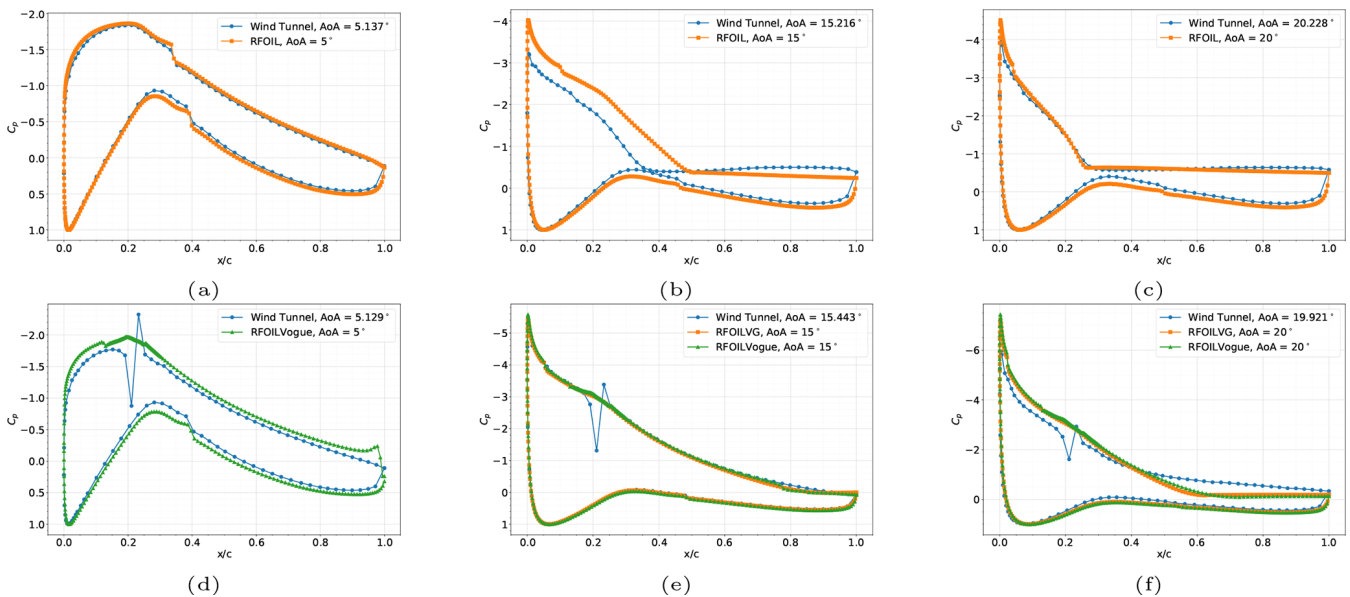 Wind Tunnel, AoA = 5.137°
RFOIL, AoA = 5°
−2.0
−1.5
−1.0
−0.5
0.0
0.5
1.0
Cp
0.0 0.2 0.4 0.6 0.8 1.0
x/c
(a)
Wind Tunnel, AoA = 15.216°
RFOIL, AoA = 15°
−4
−3
−2
−1
0
1
Cp
0.0 0.2 0.4 0.6 0.8 1.0
x/c
(b)
Wind Tunnel, AoA = 20.228°
RFOIL, AoA = 20°
−4
−3
−2
−1
0
1
Cp
0.0 0.2 0.4 0.6 0.8 1.0
x/c
(c)
Wind Tunnel, AoA = 5.129°
RFOILVogue, AoA = 5°
−2.0
−1.5
−1.0
−0.5
0.0
0.5
1.0
Cp
0.0 0.2 0.4 0.6 0.8 1.0
x/c
(d)
Wind Tunnel, AoA = 15.443°
RFOILVG, AoA = 15°
RFOILVogue, AoA = 15°
−5
−4
−3
−2
−1
0
1
Cp
0.0 0.2 0.4 0.6 0.8 1.0
x/c
(e)
Wind Tunnel, AoA = 19.921°
RFOILVG, AoA = 20°
RFOILVogue, AoA = 20°
−6
−4
−2
0
Cp
0.0 0.2 0.4 0.6 0.8 1.0
x/c
(f)